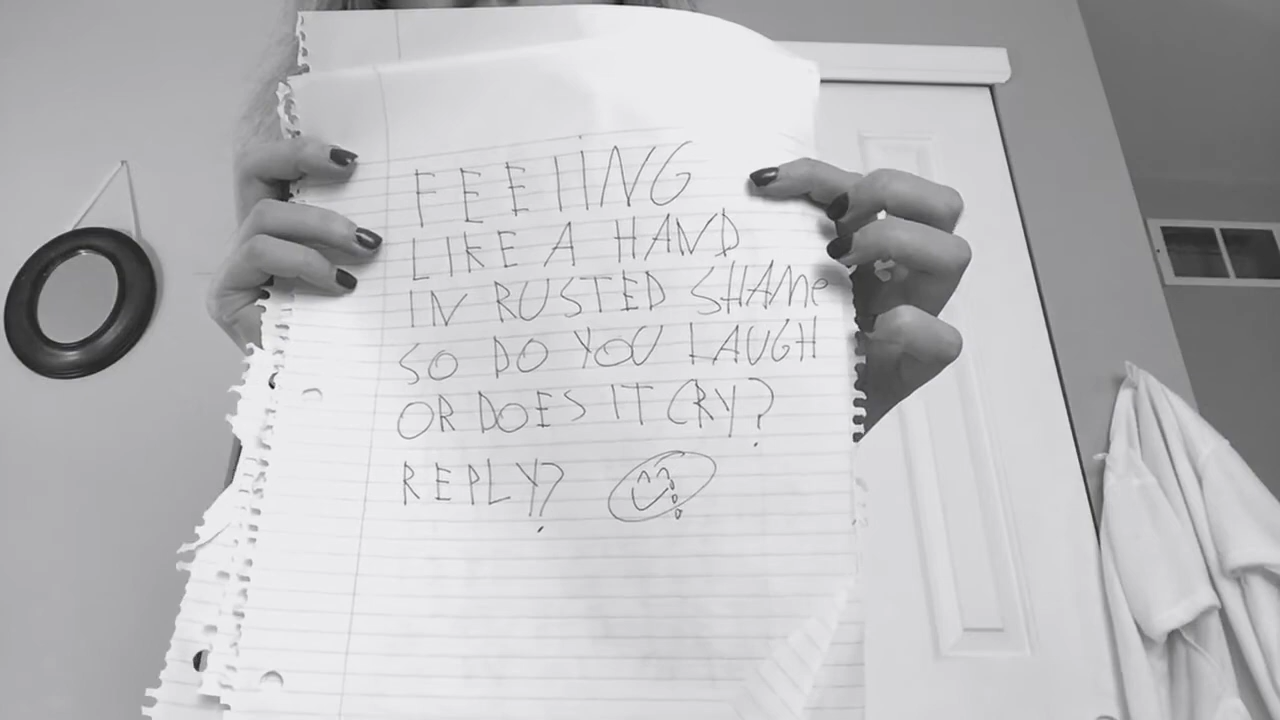 FEELING
LIKE A HAND
IN RUSTED SHAMe
SO DO YOU LAUGH
OR DOES IT CRY?
REPLY?